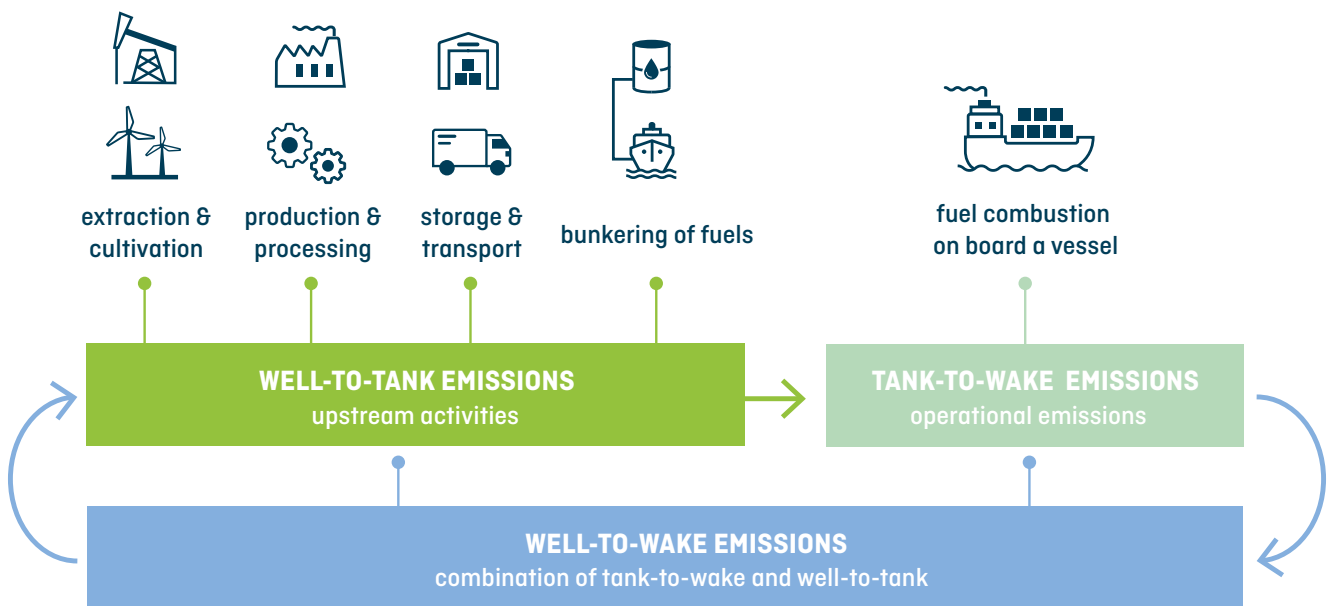 extraction &
cultivation
production &
processing
storage &
transport
bunkering of fuels
fuel combustion
on board a vessel
WELL-TO-TANK EMISSIONS
upstream activities
TANK-TO-WAKE EMISSIONS
operational emissions
WELL-TO-WAKE EMISSIONS
combination of tank-to-wake and well-to-tank